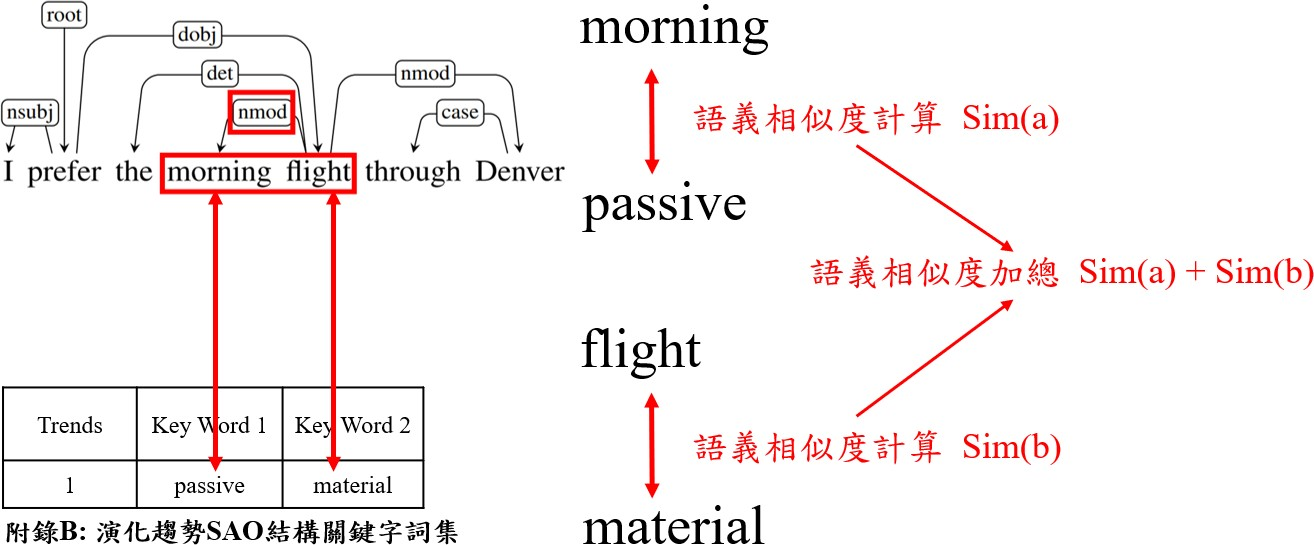 root
dobj
det
nmod
nsubj
nmod
case
I prefer the morning flight through Denver
Trends Key Word 1 Key Word 2
1 passive material
附錄B: 演化趨勢SAO結構關鍵字詞集
morning
語義相似度計算 Sim(a)
passive
語義相似度加總 Sim(a) + Sim(b)
flight
語義相似度計算 Sim(b)
material